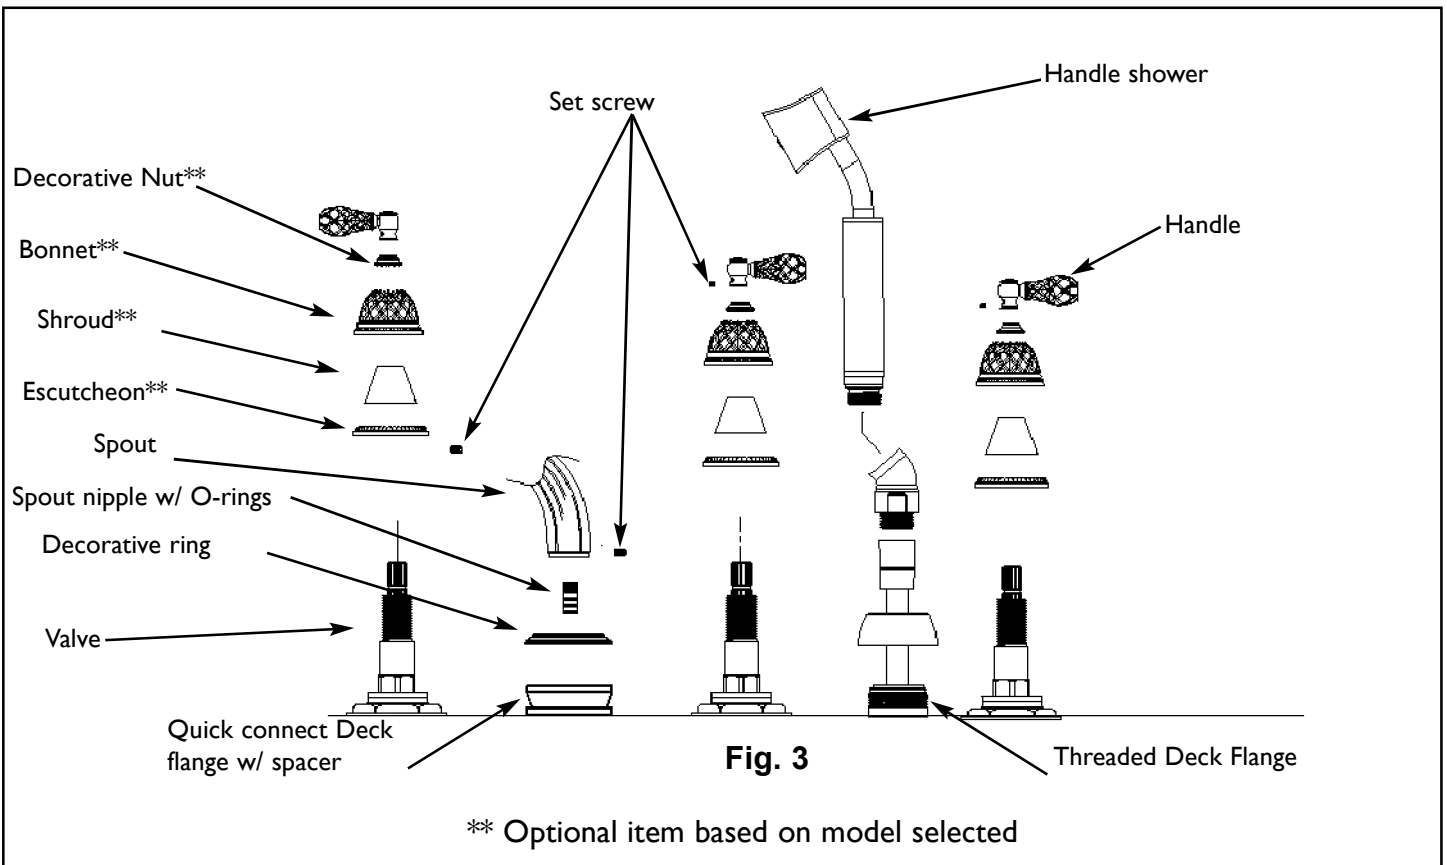 Handle shower
Set screw
Decorative Nut**
Handle
Bonnet**
Shroud**
Escutcheon**
Spout
Spout nipple w/ O-rings
Decorative ring
Valve
Quick connect Deck
flange w/ spacer
Fig. 3
Threaded Deck Flange
** Optional item based on model selected